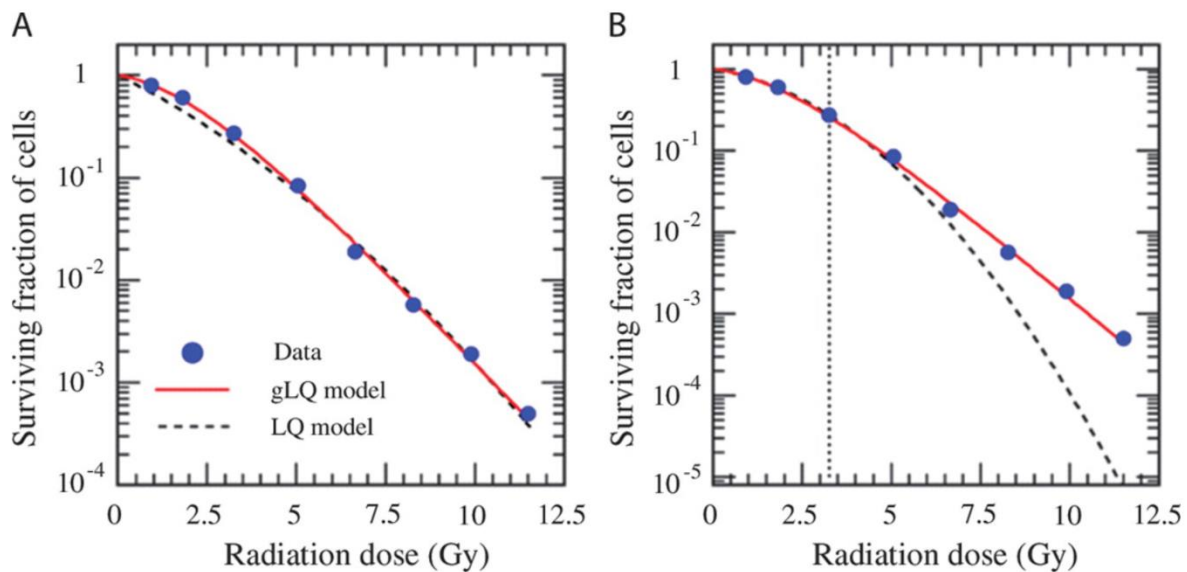 A
B
Surviving fraction of cells
1
10-1
10-2
10-3
10-4
Data
gLQ model
LQ model
0
2.5
5
7.5
10
12.5
Radiation dose (Gy)
Surviving fraction of cells
1
10-1
10-2
10-3
10-4
10-5
0
2.5
5
7.5
10
12.5
Radiation dose (Gy)